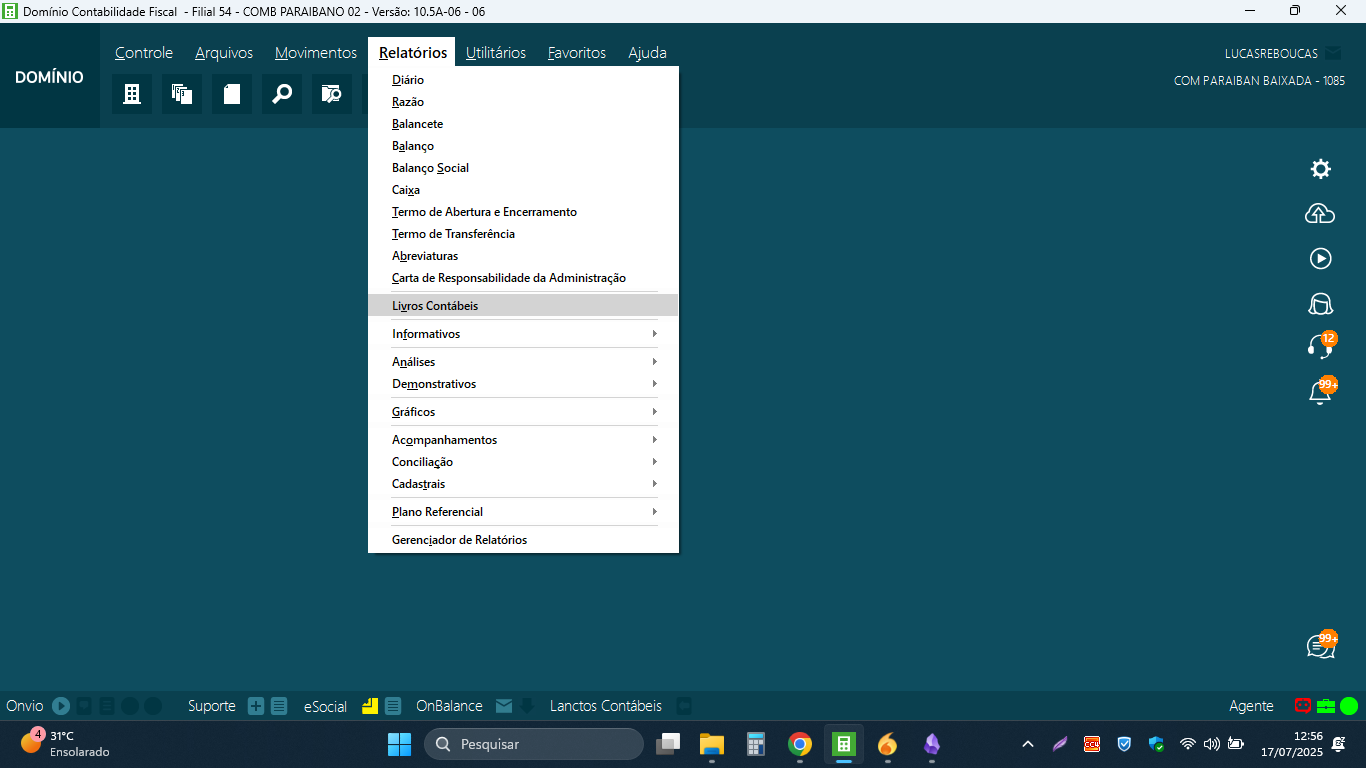 Domínio Contabilidade Fiscal - Filial 54 - COMB PARAIBANO 02 - Versão: 10.5A-06 - 06
DOMÍNIO
Controle Arquivos Movimentos Relatórios Utilitários Favoritos Ajuda
LUCASREBOUCAS
COM PARAIBAN BAIXADA - 1085
Diário
Razão
Balancete
Balanço
Balanço Social
Caixa
Termo de Abertura e Encerramento
Termo de Transferência
Abreviaturas
Carta de Responsabilidade da Administração
Livros Contábeis
Informativos
Análises
Demonstrativos
Gráficos
Acompanhamentos
Conciliação
Cadastrais
Plano Referencial
Gerenciador de Relatórios
12
99+
99+
Onvio Suporte eSocial OnBalance Lanctos Contábeis Agente
4
31°C
Ensolarado
Pesquisar
CCL
12:56
17/07/2025